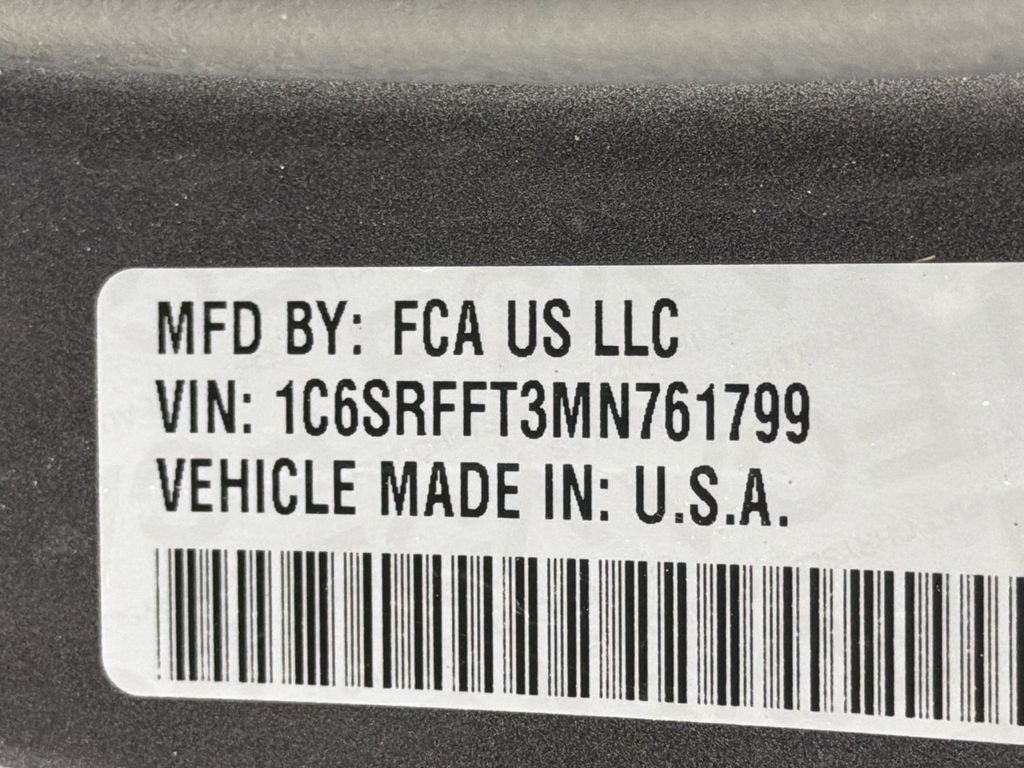 MFD BY: FCA US LLC
VIN: 1C6SRFFT3MN761799
VEHICLE MADE IN: U.S.A.